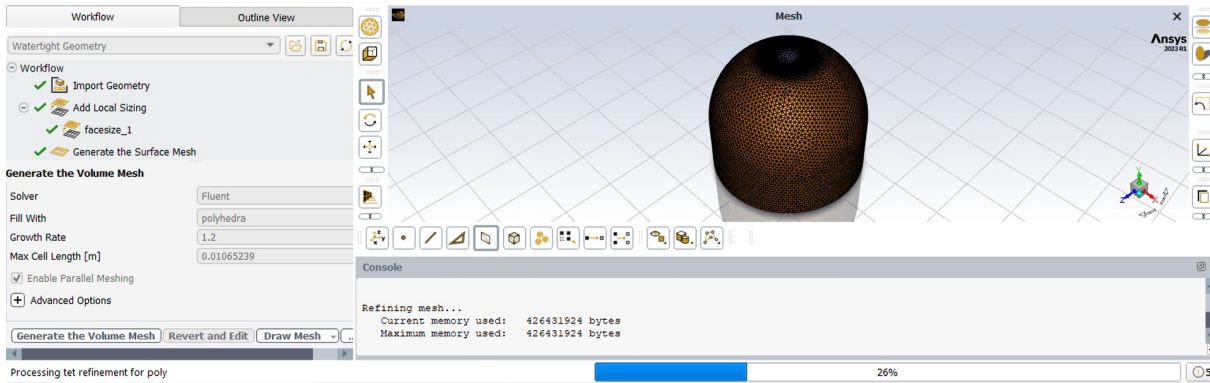 Workflow
Outline View
Watertight Geometry
Workflow
Import Geometry
Add Local Sizing
facesize_1
Generate the Surface Mesh
Generate the Volume Mesh
Solver
Fluent
Fill With
polyhedra
Growth Rate
1.2
Max Cell Length [m]
0.01065239
Enable Parallel Meshing
Advanced Options
Generate the Volume Mesh
Revert and Edit
Draw Mesh
..
Mesh
Ansys
2023 R1
Y
Z
X
Console
Refining mesh...
Current memory used: 426431924 bytes
Maximum memory used: 426431924 bytes
Processing tet refinement for poly
26%
5